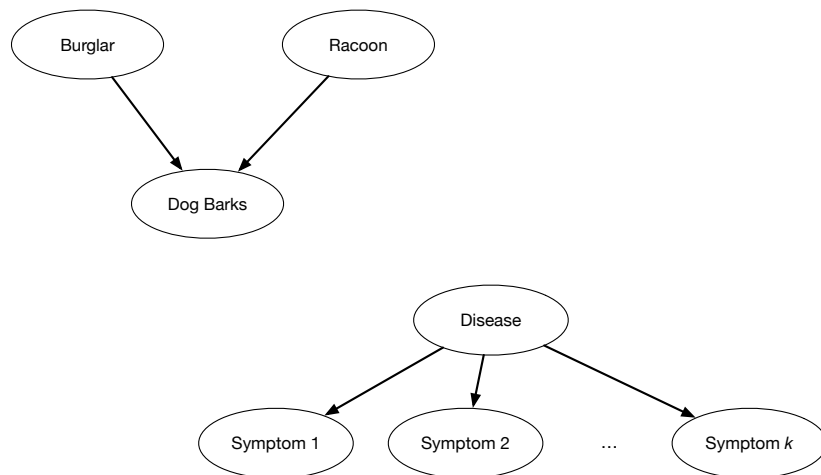 Burglar
Racoon
Dog Barks
Disease
Symptom 1
Symptom 2
...
Symptom k